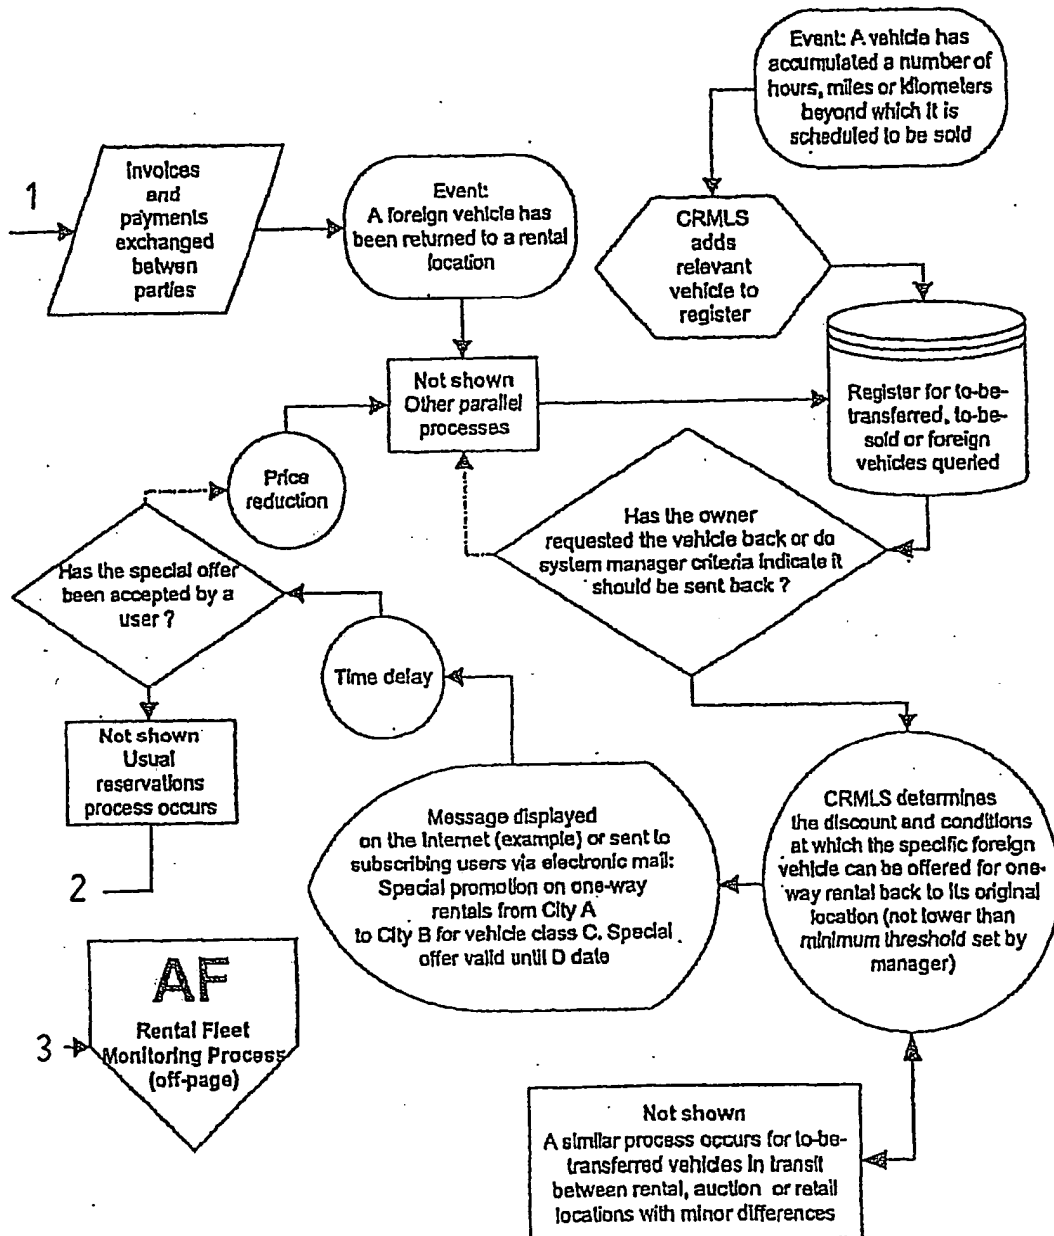 Event: A vehicle has
accumulated a number of
hours, miles or kilometers
beyond which it is
scheduled to be sold
1
Invoices
and
payments
exchanged
betwen
parties
Event:
A foreign vehicle has
been returned to a rental
location
CRMLS
adds
relevant
vehicle to
register
Not shown
Other parallel
processes
Register for to-be-
transferred, to-be-
sold or foreign
vehicles queried
Price
reduction
Has the owner
requested the vehicle back or do
system manager criteria indicate it
should be sent back ?
Has the special offer
been accepted by a
user ?
Time delay
Not shown
Usual
reservations
process occurs
2
Message displayed
on the Internet (example) or sent to
subscribing users via electronic mail:
Special promotion on one-way
rentals from City A
to City B for vehicle class C. Special
offer valid until D date
CRMLS determines
the discount and conditions
at which the specific foreign
vehicle can be offered for one-
way rental back to its original
location (not lower than
minimum threshold set by
manager)
AF
3
Rental Fleet
Monitoring Process
(off-page)
Not shown
A similar process occurs for to-be-
transferred vehicles in transit
between rental, auction or retail
locations with minor differences